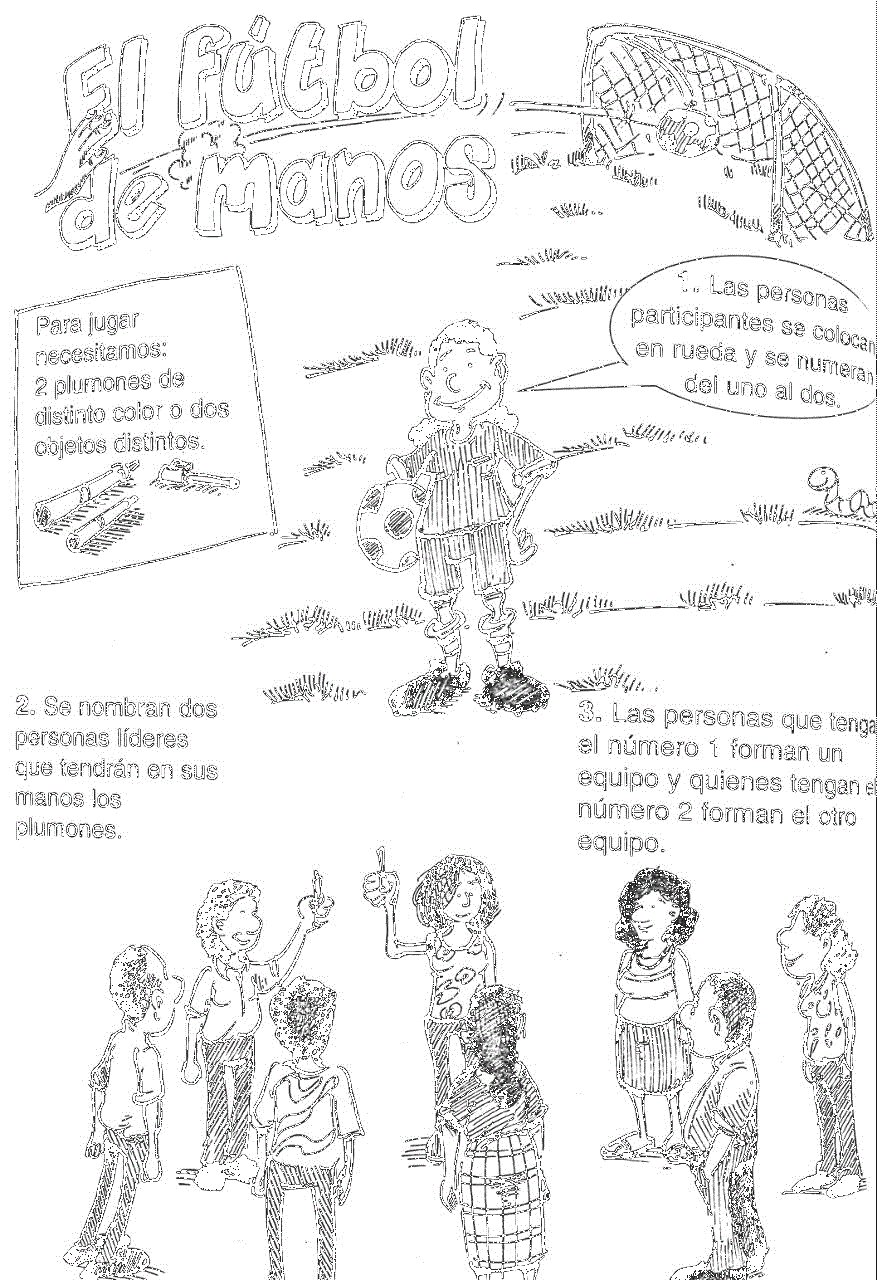 El fútbol
de manos
Para jugar
necesitamos:
2 plumones de
distinto color o dos
objetos distintos.
1. Las personas
participantes se colocan
en rueda y se numeran
del uno al dos.
2. Se nombran dos
personas líderes
que tendrán en sus
manos los
plumones.
3. Las personas que tenga
el número 1 forman un
equipo y quienes tengan el
número 2 forman el otro
equipo.